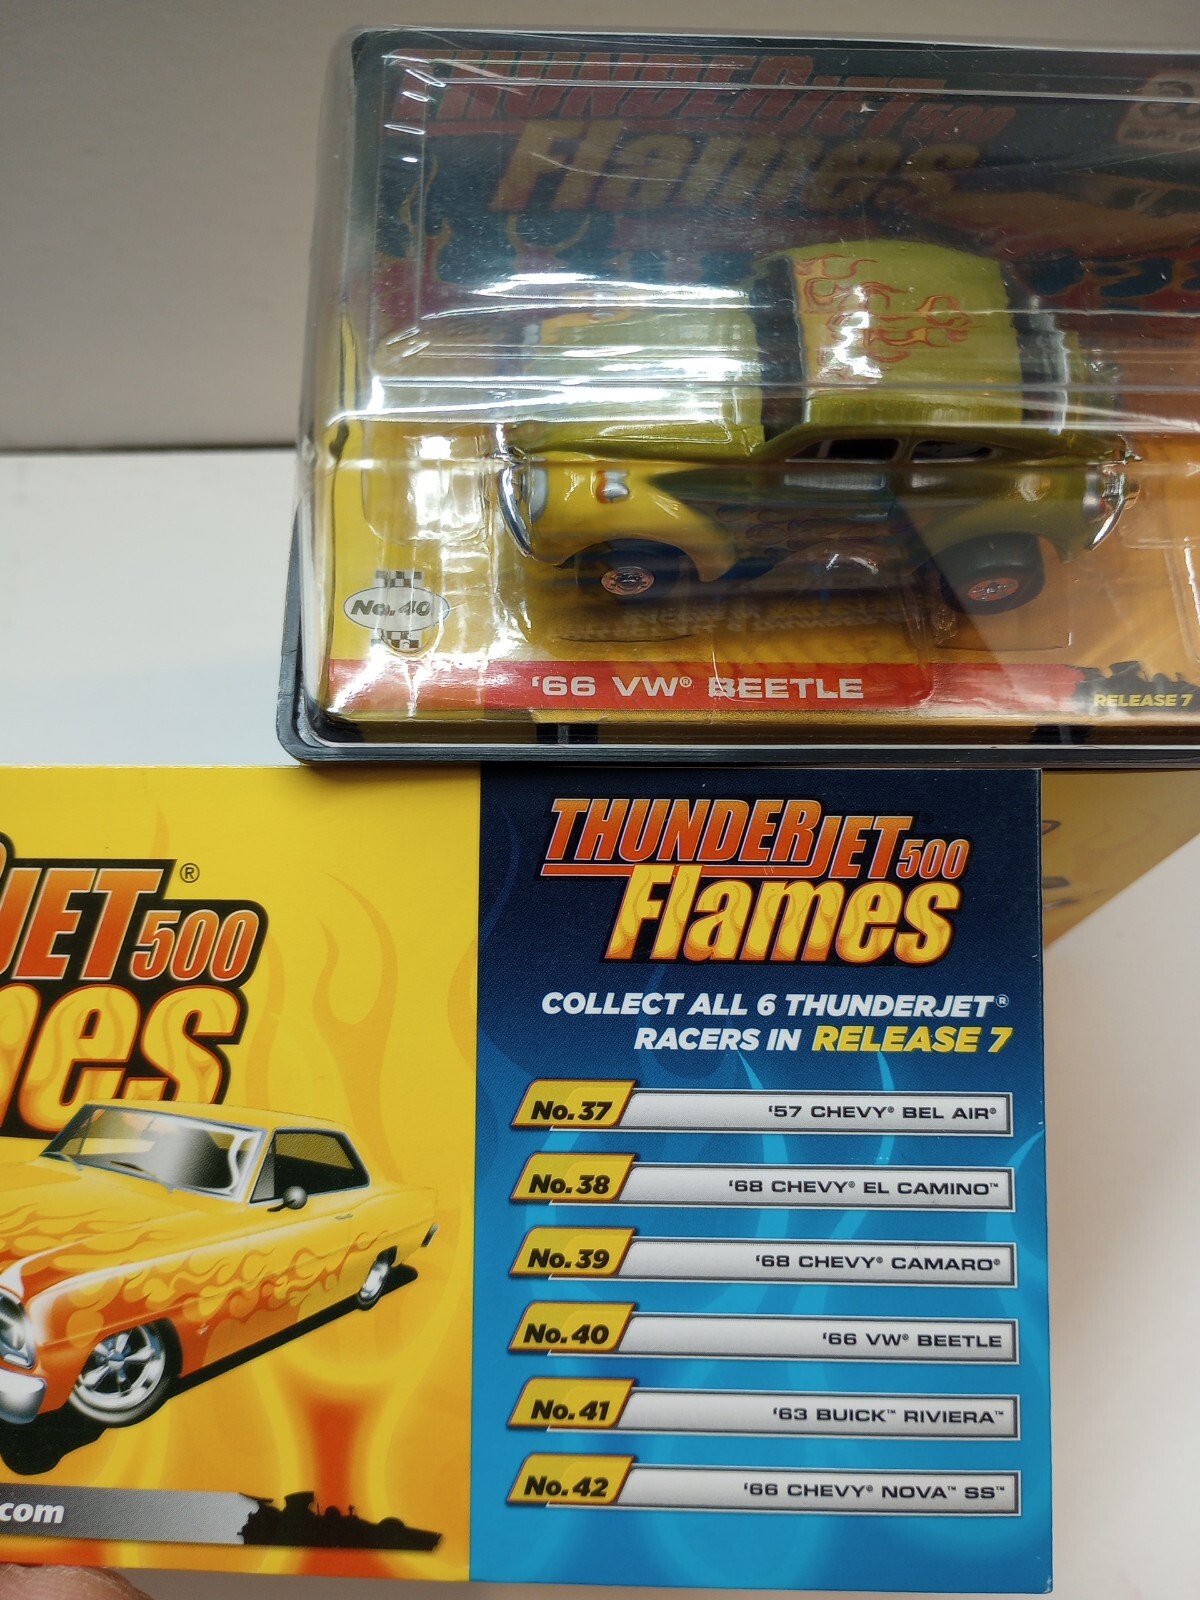 THUNDERJET 500
Flames
No. 40
'66 VW® BEETLE
RELEASE 7
JET 500 ®
es
.com
THUNDERJET 500
Flames
COLLECT ALL 6 THUNDERJET®
RACERS IN RELEASE 7
No. 37 '57 CHEVY® BEL AIR®
No. 38 '68 CHEVY® EL CAMINO™
No. 39 '68 CHEVY® CAMARO®
No. 40 '66 VW® BEETLE
No. 41 '63 BUICK™ RIVIERA™
No. 42 '66 CHEVY® NOVA™ SS™